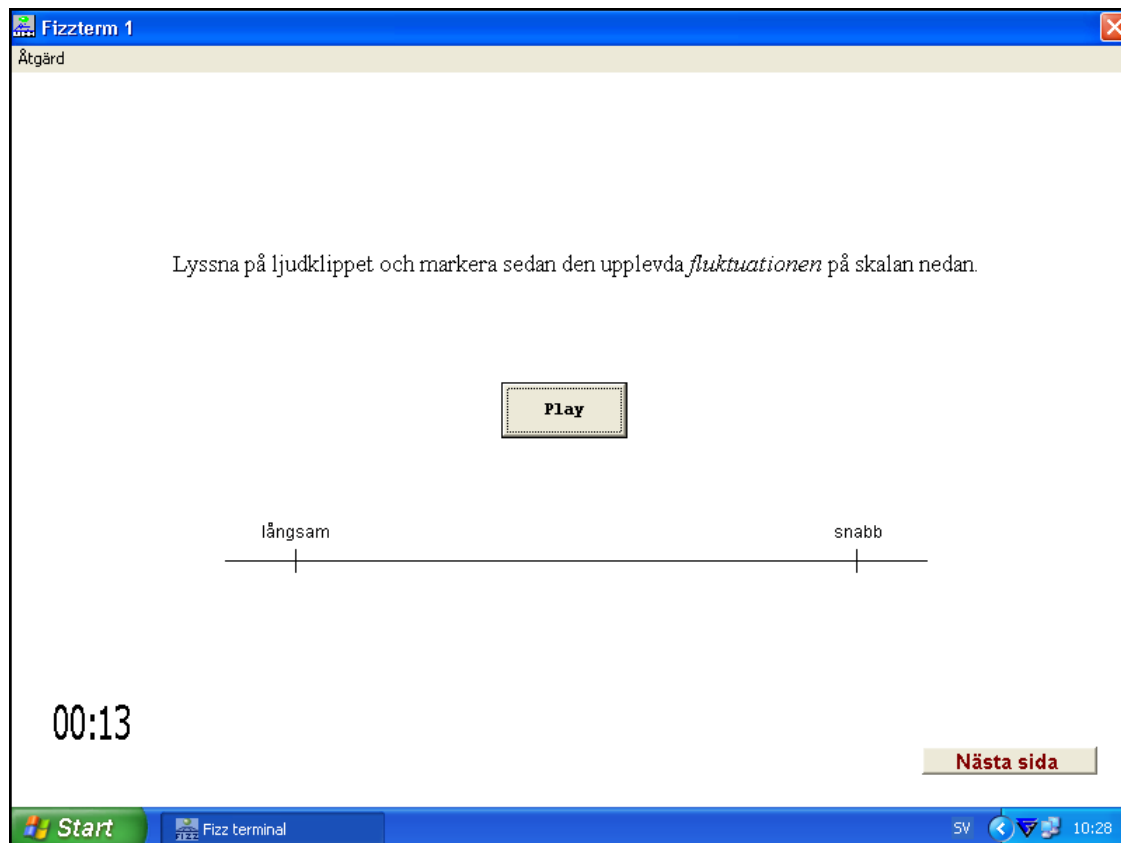 Fizzterm 1
Åtgärd
Lyssna på ljudklippet och markera sedan den upplevda fluktuationen på skalan nedan.
Play
långsam snabb
00:13
Nästa sida
Start Fizz terminal SV 10:28